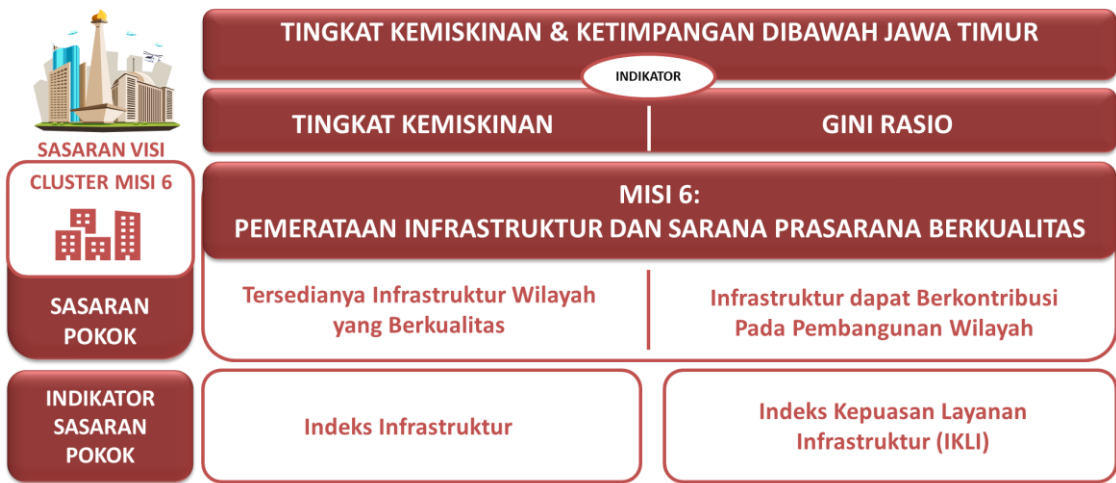 TINGKAT KEMISKINAN & KETIMPANGAN DIBAWAH JAWA TIMUR
INDIKATOR
TINGKAT KEMISKINAN
GINI RASIO
SASARAN VISI
CLUSTER MISI 6
MISI 6:
PEMERATAAN INFRASTRUKTUR DAN SARANA PRASARANA BERKUALITAS
SASARAN
POKOK
Tersedianya Infrastruktur Wilayah
yang Berkualitas
Infrastruktur dapat Berkontribusi
Pada Pembangunan Wilayah
INDIKATOR
SASARAN
POKOK
Indeks Infrastruktur
Indeks Kepuasan Layanan
Infrastruktur (IKLI)